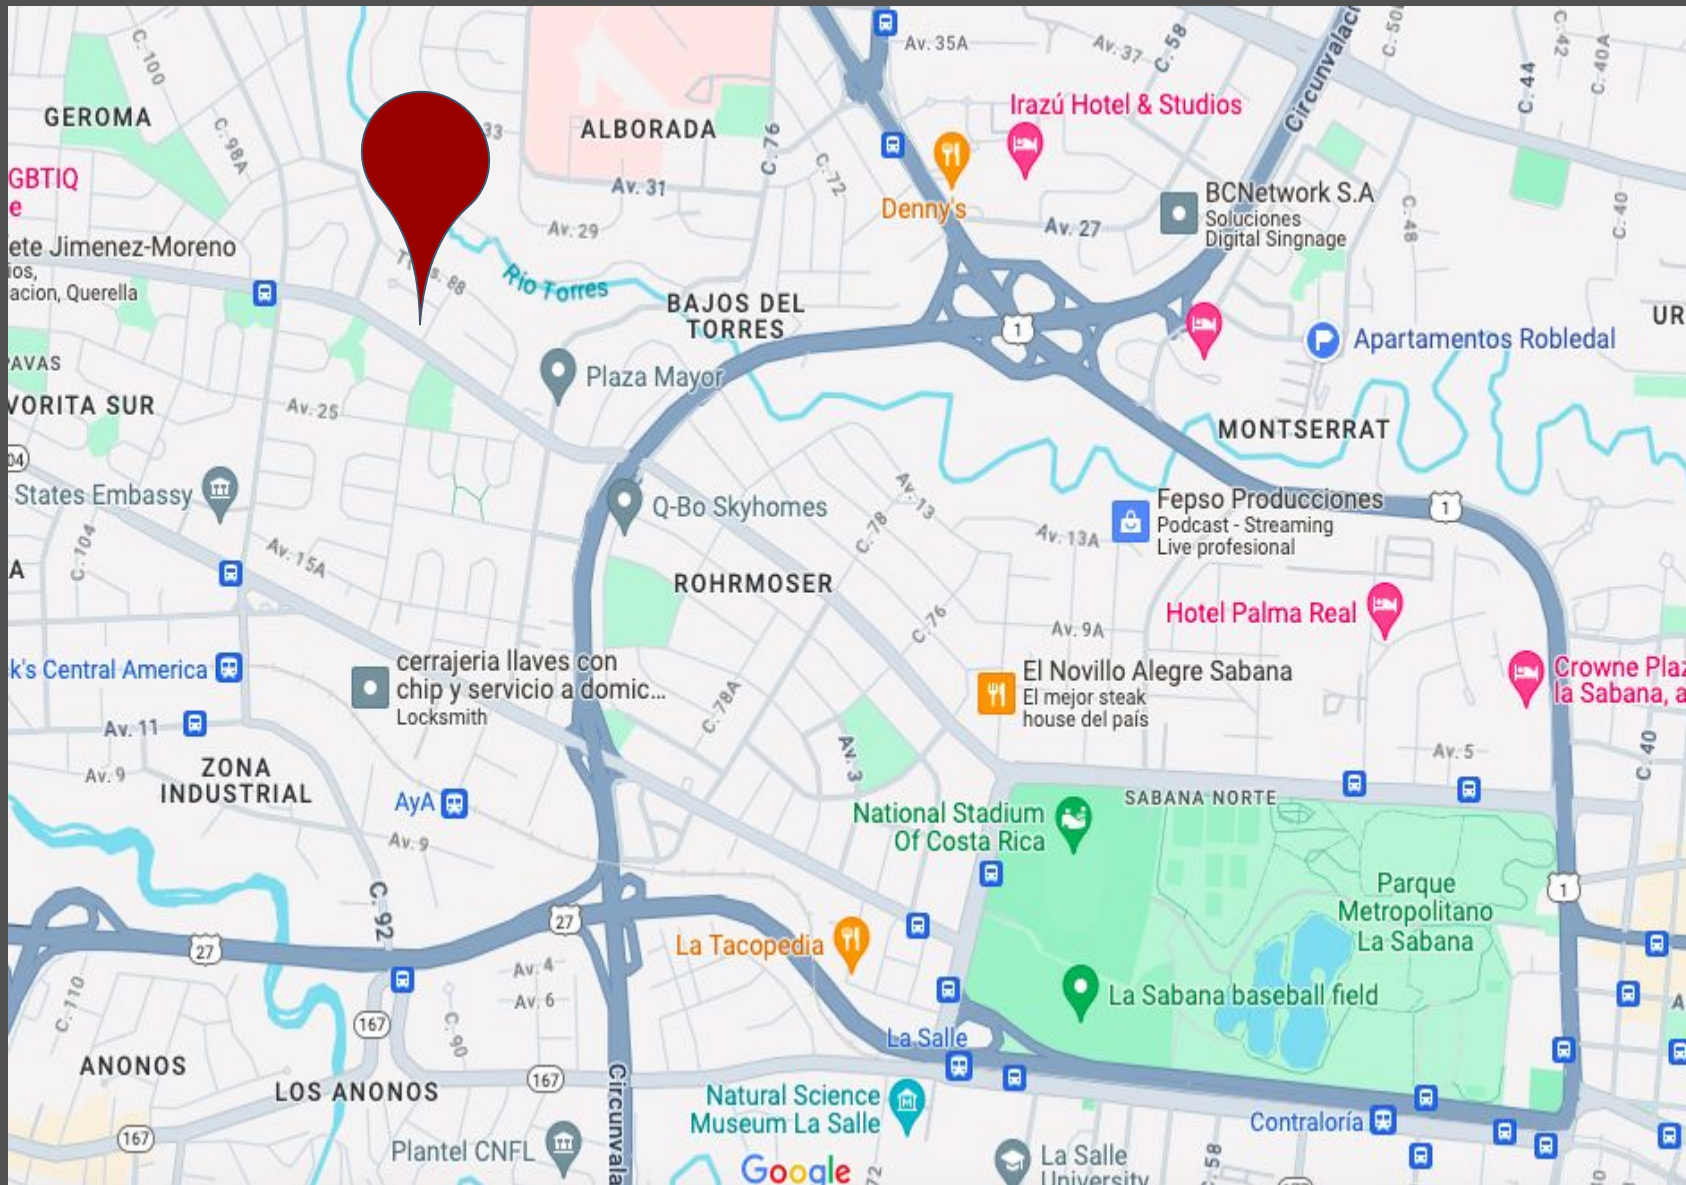 C. 100
GEROMA
C. 98A
33
ALBORADA
Av. 31
Av. 29
C. 76
C. 72
Av. 35A
Av. 37
C. 58
Circunvalaci
C. 50
C. 42
C. 40A
C. 44
Irazú Hotel & Studios
Denny's
Av. 27
BCNetwork S.A
Soluciones
Digital Singnage
C. 48
C. 40
GBTIQ
e
ete Jimenez-Moreno
ios,
acion, Querella
88
Río Torres
BAJOS DEL
TORRES
1
Apartamentos Robledal
UR
PAVAS
VORITA SUR
Av. 25
Plaza Mayor
MONTSERRAT
04
States Embassy
Q-Bo Skyhomes
Av. 13
C. 78
Av. 13A
Fepso Producciones
Podcast - Streaming
Live profesional
1
A
C. 104
Av. 15A
ROHRMOSER
C. 76
Av. 9A
Hotel Palma Real
k's Central America
cerrajeria llaves con
chip y servicio a domic...
Locksmith
C. 78A
El Novillo Alegre Sabana
El mejor steak
house del país
Crowne Plaz
la Sabana, a
Av. 11
Av. 9
ZONA
INDUSTRIAL
Av. 3
Av. 5
C. 40
AyA
Av. 9
National Stadium
Of Costa Rica
SABANA NORTE
Parque
Metropolitano
La Sabana
1
C. 92
27
27
La Tacopedia
Av. 4
Av. 6
C. 110
C. 90
167
La Sabana baseball field
A
La Salle
ANONOS
LOS ANONOS
167
Circunvala
Natural Science
Museum La Salle
Contraloría
167
Plantel CNFL
Google
72
La Salle
University
58